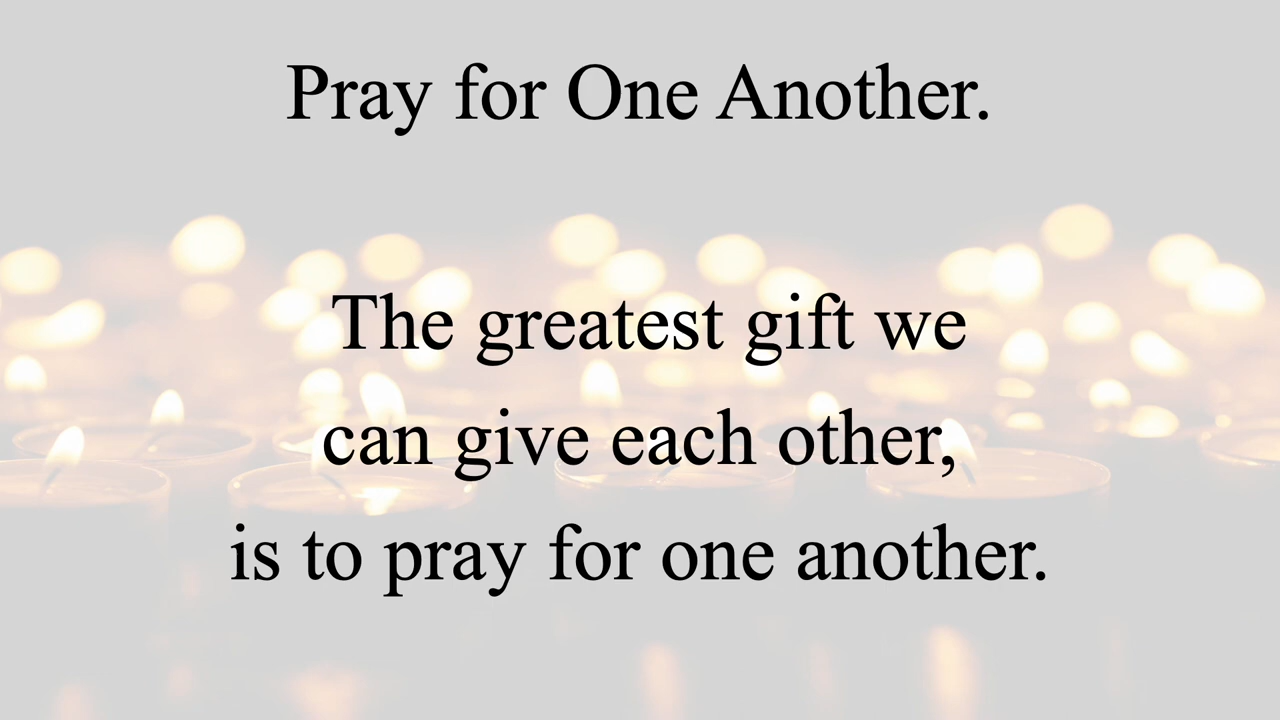 Pray for One Another.
The greatest gift we
can give each other,
is to pray for one another.